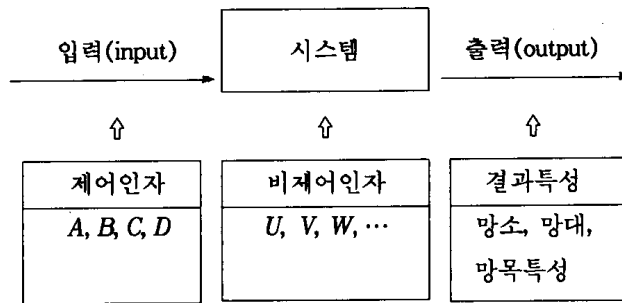 입력(input)
시스템
출력(output)
제어인자
A, B, C, D
비제어인자
U, V, W, ⋯
결과특성
망소, 망대,
망목특성